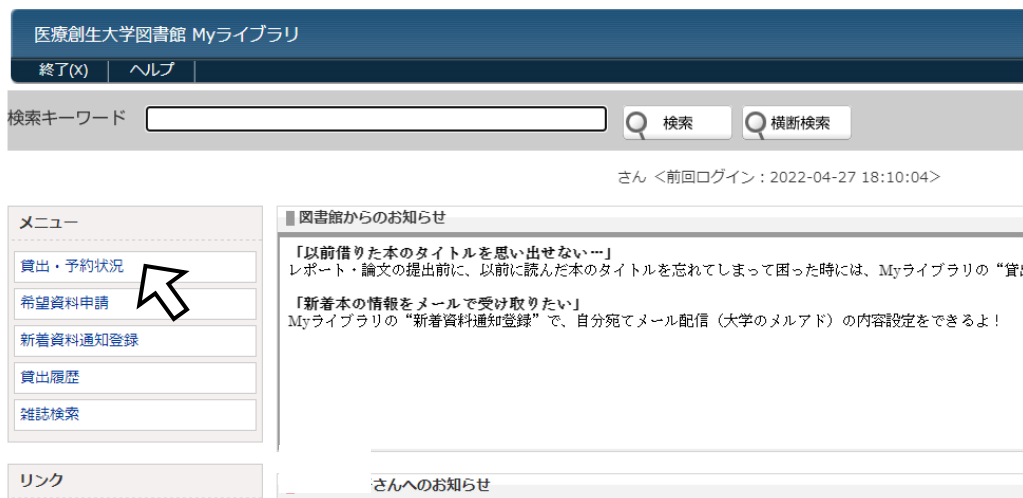 医療創生大学図書館 Myライブラリ
終了(X) ヘルプ
検索キーワード 検索 横断検索
さん <前回ログイン：2022-04-27 18:10:04>
メニュー
貸出・予約状況
希望資料申請
新着資料通知登録
貸出履歴
雑誌検索
リンク
図書館からのお知らせ
「以前借りた本のタイトルを思い出せない…」
レポート・論文の提出前に、以前に読んだ本のタイトルを忘れてしまって困った時には、Myライブラリの“貸
「新着本の情報をメールで受け取りたい」
Myライブラリの“新着資料通知登録”で、自分宛てメール配信（大学のメルアド）の内容設定をできるよ！
さんへのお知らせ